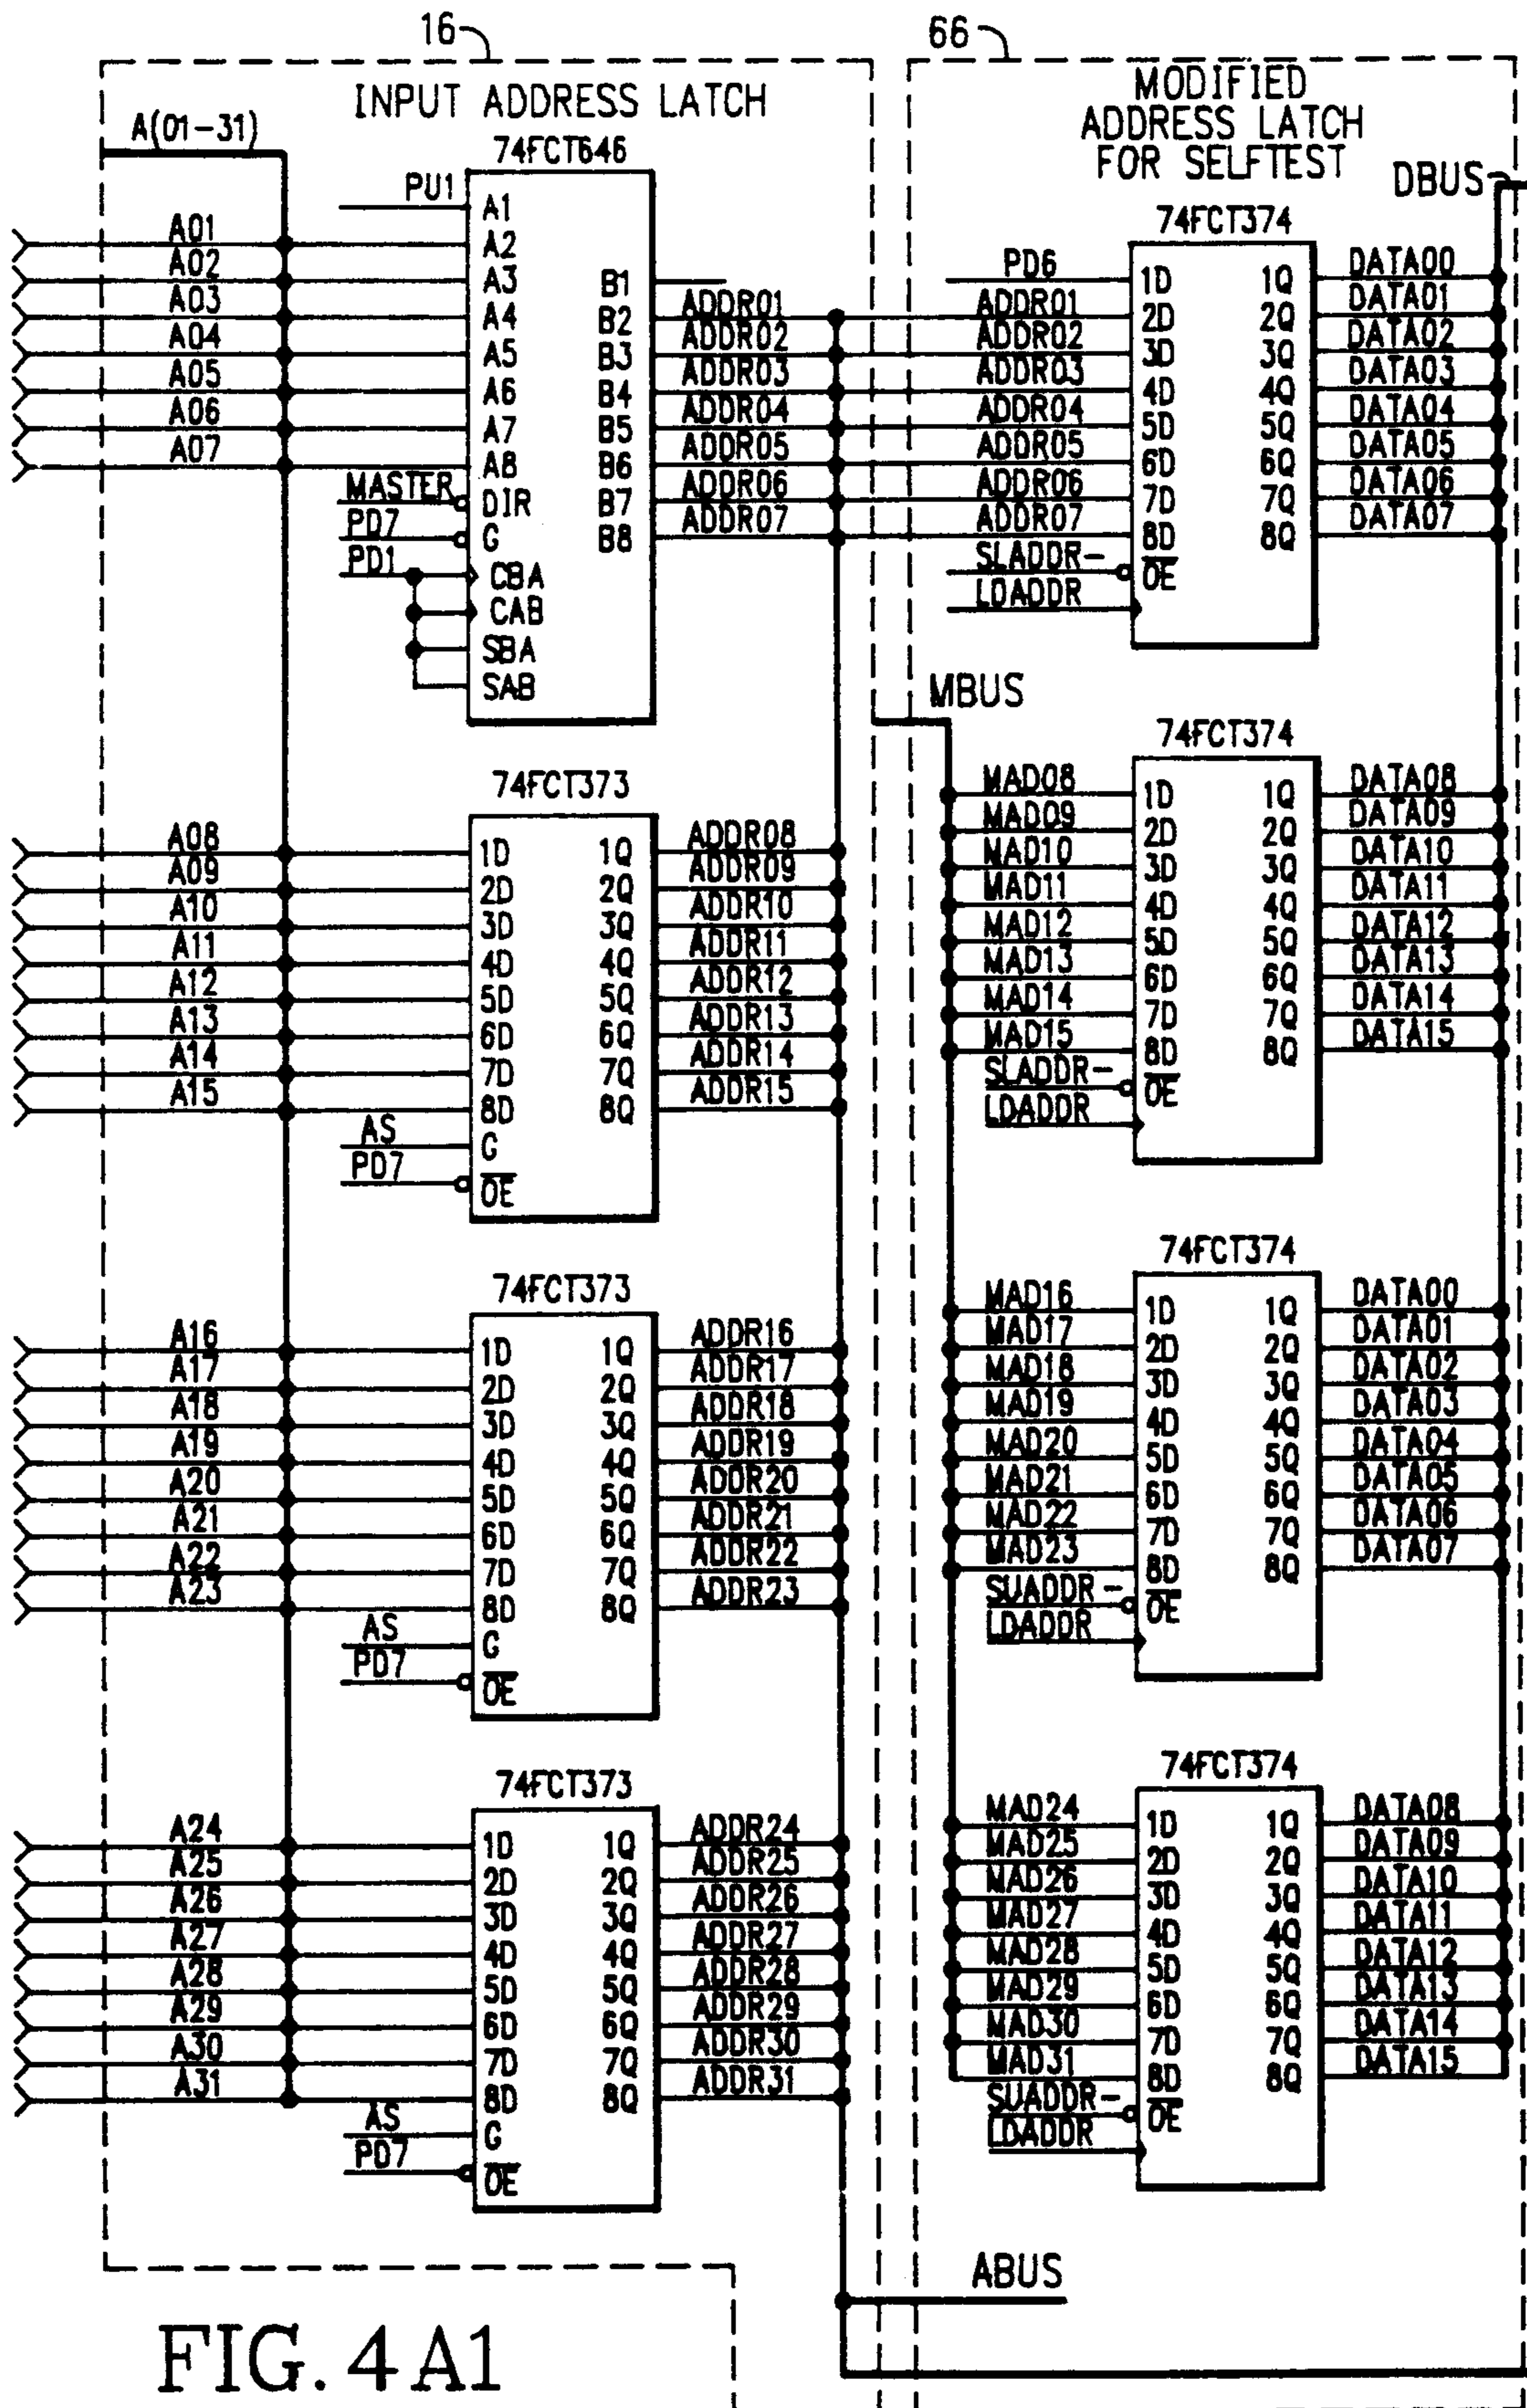 16
INPUT ADDRESS LATCH
A(01-31)
74FCT646
PU1
A01
A02
A03
A04
A05
A06
A07
A1
A2
A3
A4
A5
A6
A7
A8
MASTER
DIR
PD7
G
PD1
CBA
CAB
SBA
SAB
B1
B2
B3
B4
B5
B6
B7
B8
ADDR01
ADDR02
ADDR03
ADDR04
ADDR05
ADDR06
ADDR07
74FCT373
A08
A09
A10
A11
A12
A13
A14
A15
1D
2D
3D
4D
5D
6D
7D
8D
AS
G
PD7
OE
1Q
2Q
3Q
4Q
5Q
6Q
7Q
8Q
ADDR08
ADDR09
ADDR10
ADDR11
ADDR12
ADDR13
ADDR14
ADDR15
74FCT373
A16
A17
A18
A19
A20
A21
A22
A23
1D
2D
3D
4D
5D
6D
7D
8D
AS
G
PD7
OE
1Q
2Q
3Q
4Q
5Q
6Q
7Q
8Q
ADDR16
ADDR17
ADDR18
ADDR19
ADDR20
ADDR21
ADDR22
ADDR23
74FCT373
A24
A25
A26
A27
A28
A29
A30
A31
1D
2D
3D
4D
5D
6D
7D
8D
AS
G
PD7
OE
1Q
2Q
3Q
4Q
5Q
6Q
7Q
8Q
ADDR24
ADDR25
ADDR26
ADDR27
ADDR28
ADDR29
ADDR30
ADDR31
66
MODIFIED
ADDRESS LATCH
FOR SELFTEST
DBUS
74FCT374
PD6
ADDR01
ADDR02
ADDR03
ADDR04
ADDR05
ADDR06
ADDR07
SLADDR-
LDADDR
1D
2D
3D
4D
5D
6D
7D
8D
OE
1Q
2Q
3Q
4Q
5Q
6Q
7Q
8Q
DATA00
DATA01
DATA02
DATA03
DATA04
DATA05
DATA06
DATA07
MBUS
74FCT374
MAD08
MAD09
MAD10
MAD11
MAD12
MAD13
MAD14
MAD15
SLADDR-
LDADDR
1D
2D
3D
4D
5D
6D
7D
8D
OE
1Q
2Q
3Q
4Q
5Q
6Q
7Q
8Q
DATA08
DATA09
DATA10
DATA11
DATA12
DATA13
DATA14
DATA15
74FCT374
MAD16
MAD17
MAD18
MAD19
MAD20
MAD21
MAD22
MAD23
SUADDR-
LDADDR
1D
2D
3D
4D
5D
6D
7D
8D
OE
1Q
2Q
3Q
4Q
5Q
6Q
7Q
8Q
DATA00
DATA01
DATA02
DATA03
DATA04
DATA05
DATA06
DATA07
74FCT374
MAD24
MAD25
MAD26
MAD27
MAD28
MAD29
MAD30
MAD31
SUADDR-
LDADDR
1D
2D
3D
4D
5D
6D
7D
8D
OE
1Q
2Q
3Q
4Q
5Q
6Q
7Q
8Q
DATA08
DATA09
DATA10
DATA11
DATA12
DATA13
DATA14
DATA15
ABUS
FIG. 4 A1